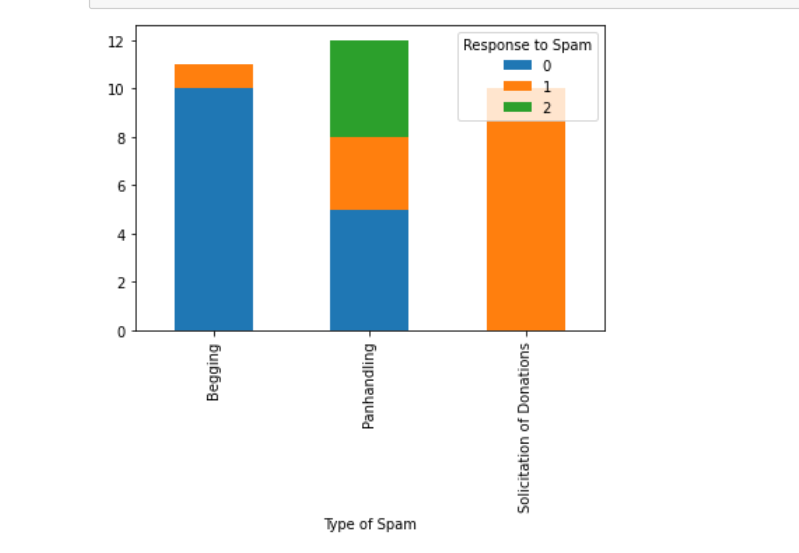 12
10
8
6
4
2
0
Response to Spam
0
1
2
Begging
Panhandling
Solicitation of Donations
Type of Spam